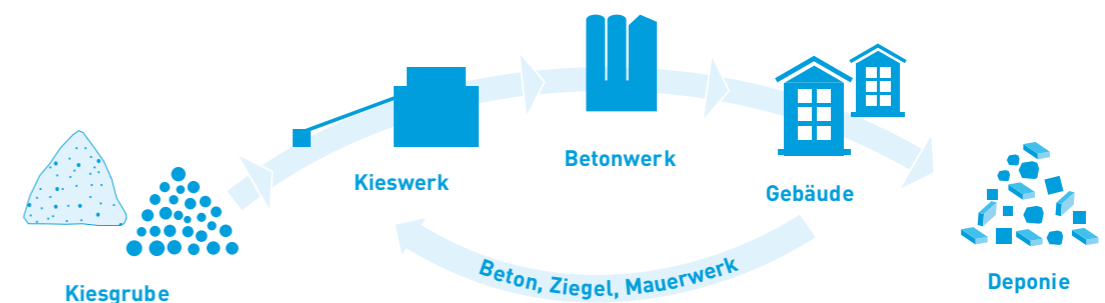 Kiesgrube
Kieswerk
Betonwerk
Gebäude
Deponie
Beton, Ziegel, Mauerwerk